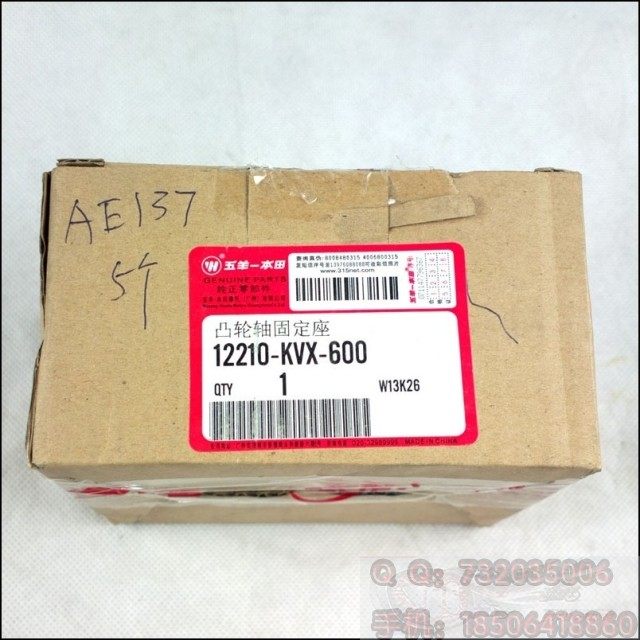 AE137
5个
五羊—本田
GENUINE PARTS
纯正零部件
www.315net.com
凸轮轴固定座
12210-KVX-600
QTY 1 W13K26
MADE IN CHINA
QQ: 732035006
手机: 18506418860